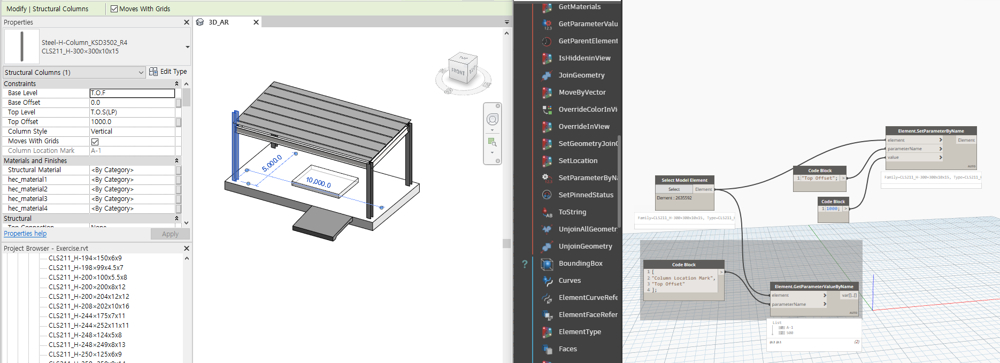 Modify | Structural Columns
Moves With Grids
Properties
Steel-H-Column_KSD3502_R4
CLS211_H-300×300x10x15
Structural Columns (1)
Edit Type
Constraints
Base Level T.O.F
Base Offset 0.0
Top Level T.O.S(LP)
Top Offset 1000.0
Column Style Vertical
Moves With Grids
Column Location Mark A-1
Materials and Finishes
Structural Material <By Category>
hec_material1 <By Category>
hec_material2 <By Category>
hec_material3 <By Category>
hec_material4 <By Category>
Structural
Properties help
Apply
Project Browser - Exercise.rvt
CLS211_H-194×150x6x9
CLS211_H-198×99x4.5x7
CLS211_H-200×100x5.5x8
CLS211_H-200×200x8x12
CLS211_H-200×204x12x12
CLS211_H-208×202x10x16
CLS211_H-244×175x7x11
CLS211_H-244×252x11x11
CLS211_H-248×124x5x8
CLS211_H-248×249x8x13
CLS211_H-250×125x6x9
3D_AR
TOP
FRONT
5,000.0
10,000.0
GetMaterials
GetParameterValu
GetParentElement
IsHiddeninView
JoinGeometry
MoveByVector
OverrideColorInVi
OverrideInView
SetGeometryJoinO
SetLocation
SetParameterByNa
SetPinnedStatus
ToString
UnjoinAllGeometr
UnjoinGeometry
?
BoundingBox
Curves
ElementCurveRefe
ElementFaceRefer
ElementType
Faces
Element.SetParameterByName
element > Element
parameterName >
value >
AUTO
Family=CLS211_H-300×300x10x15, Type=CLS211_H
Code Block
1 "Top Offset"; >
Code Block
1 1000; >
Select Model Element
Select Element
Element : 2635592
Family=CLS211_H-300×300x10x15, Type=CLS211_H
Code Block
1 [ >
2 "Column Location Mark",
3 "Top Offset"
4 ];
Element.GetParameterValueByName
element > var[]..[]
parameterName >
AUTO
List
0 A-1
1 500
@L2 @L1 {2}